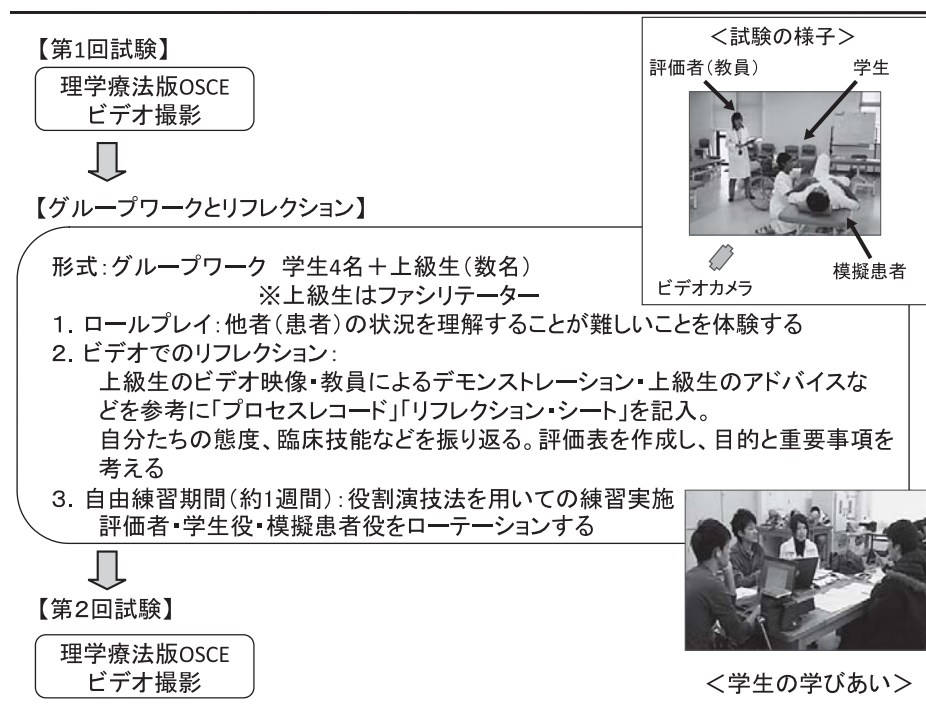 【第1回試験】
理学療法版OSCE
ビデオ撮影
＜試験の様子＞
評価者(教員)
学生
ビデオカメラ
模擬患者
【グループワークとリフレクション】
形式:グループワーク 学生4名＋上級生(数名)
※上級生はファシリテーター
1. ロールプレイ:他者(患者)の状況を理解することが難しいことを体験する
2. ビデオでのリフレクション:
上級生のビデオ映像・教員によるデモンストレーション・上級生のアドバイスな
どを参考に「プロセスレコード」「リフレクション・シート」を記入。
自分たちの態度、臨床技能などを振り返る。評価表を作成し、目的と重要事項を
考える
3. 自由練習期間(約1週間):役割演技法を用いての練習実施
評価者・学生役・模擬患者役をローテーションする
【第2回試験】
理学療法版OSCE
ビデオ撮影
＜学生の学びあい＞